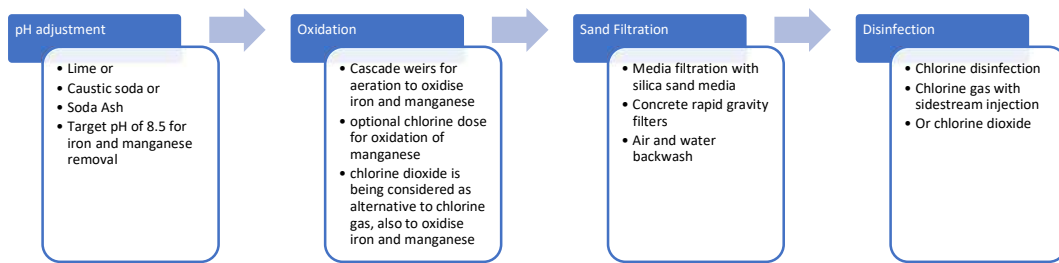 pH adjustment
• Lime or
• Caustic soda or
• Soda Ash
• Target pH of 8.5 for
iron and manganese
removal
Oxidation
• Cascade weirs for
aeration to oxidise
iron and manganese
• optional chlorine dose
for oxidation of
manganese
• chlorine dioxide is
being considered as
alternative to chlorine
gas, also to oxidise
iron and manganese
Sand Filtration
• Media filtration with
silica sand media
• Concrete rapid gravity
filters
• Air and water
backwash
Disinfection
• Chlorine disinfection
• Chlorine gas with
sidestream injection
• Or chlorine dioxide